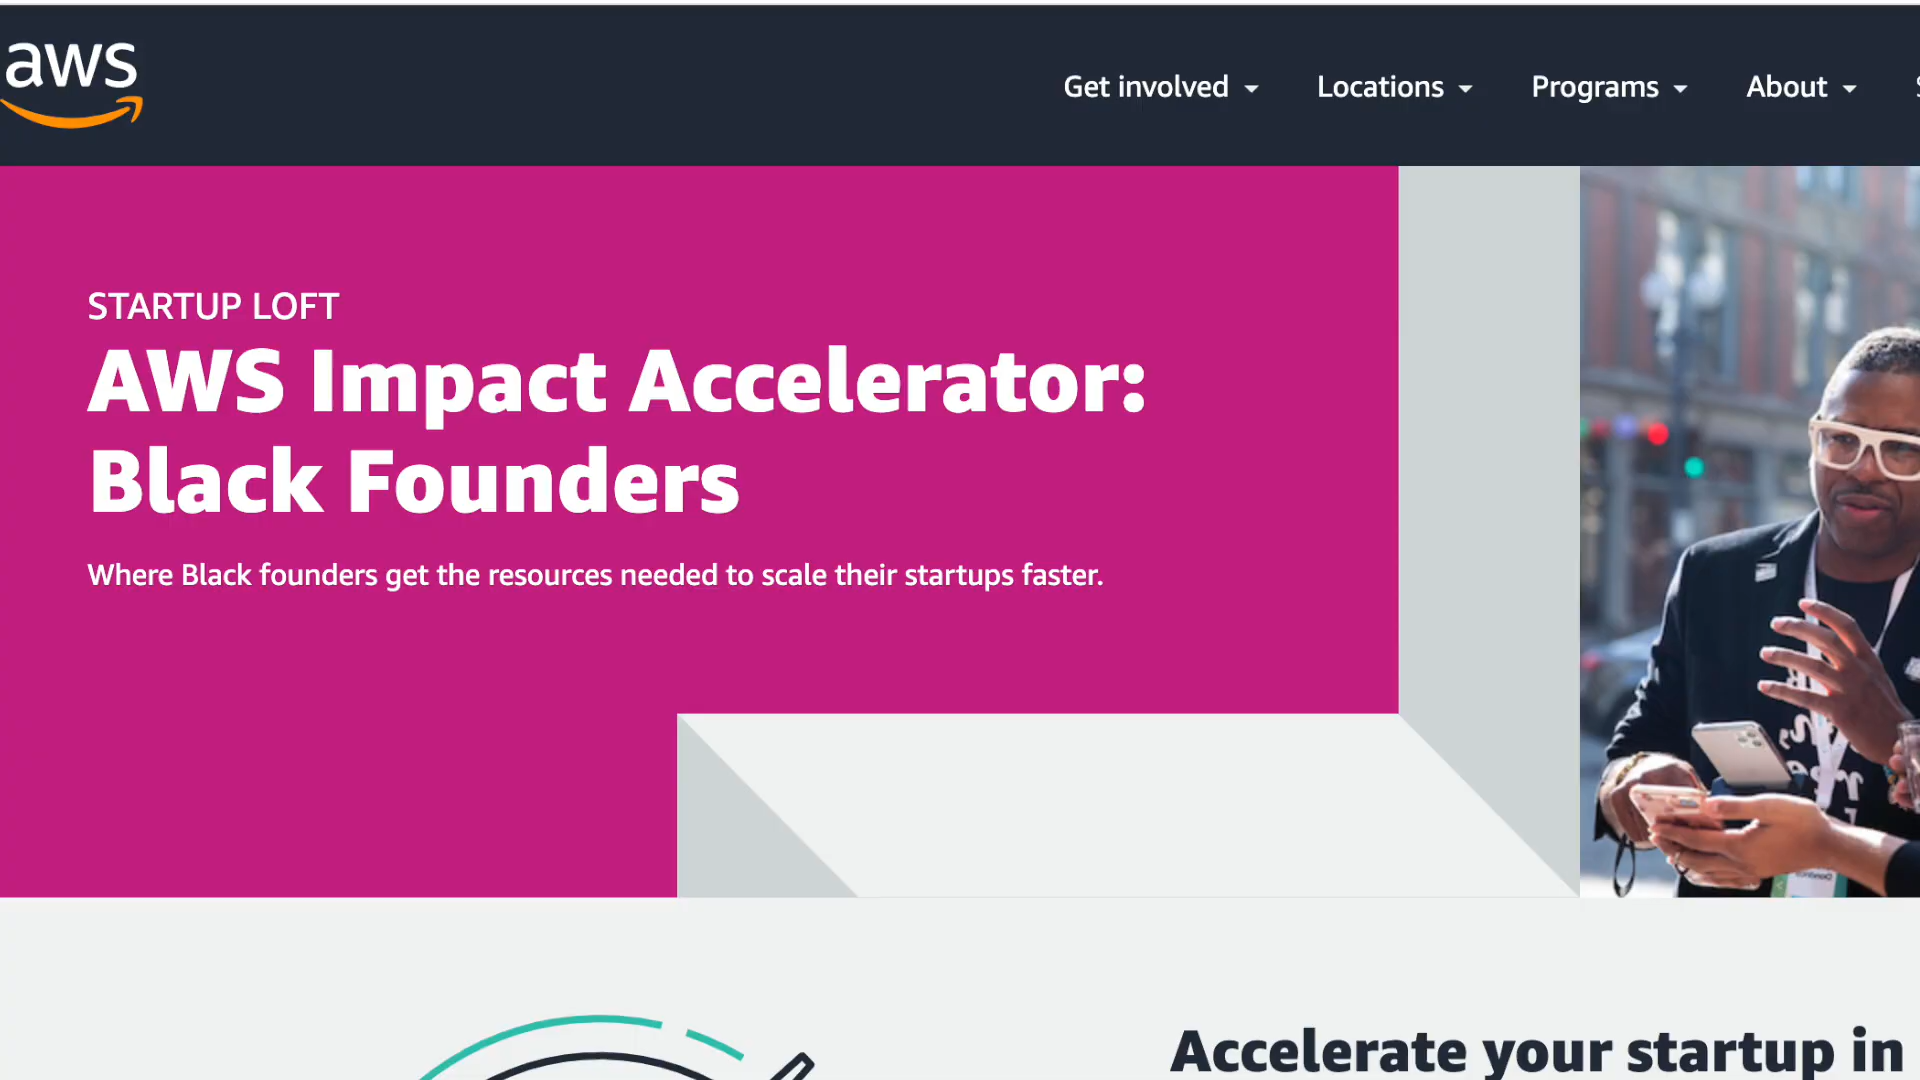 aws
Get involved
Locations
Programs
About
STARTUP LOFT
AWS Impact Accelerator:
Black Founders
Where Black founders get the resources needed to scale their startups faster.
Accelerate your startup in